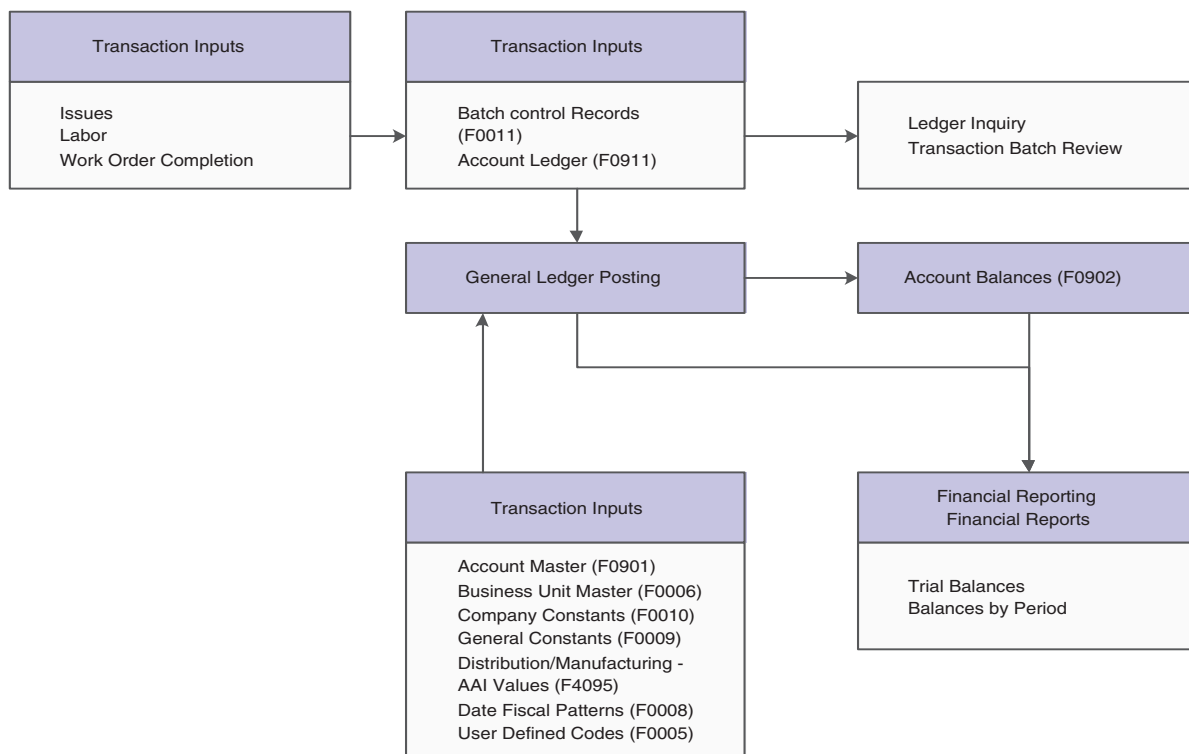 Transaction Inputs
Issues
Labor
Work Order Completion
Transaction Inputs
Batch control Records
(F0011)
Account Ledger (F0911)
Ledger Inquiry
Transaction Batch Review
General Ledger Posting
Account Balances (F0902)
Transaction Inputs
Account Master (F0901)
Business Unit Master (F0006)
Company Constants (F0010)
General Constants (F0009)
Distribution/Manufacturing -
AAI Values (F4095)
Date Fiscal Patterns (F0008)
User Defined Codes (F0005)
Financial Reporting
Financial Reports
Trial Balances
Balances by Period